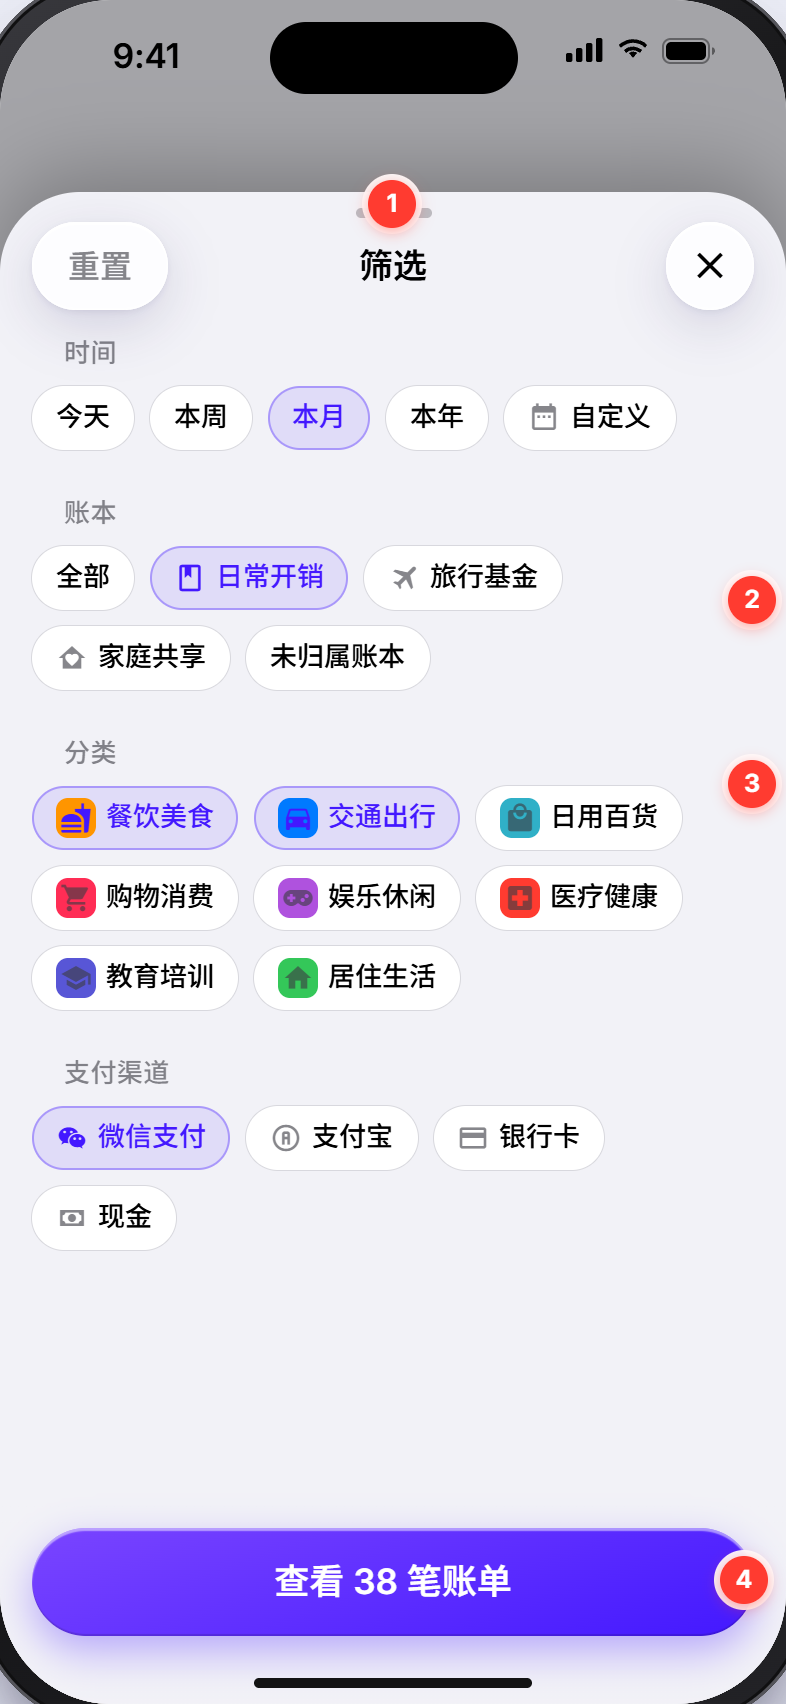 9:41
1
重置
筛选
时间
今天 本周 本月 本年 自定义
账本
全部 日常开销 旅行基金
2
家庭共享 未归属账本
分类
3
餐饮美食 交通出行 日用百货
购物消费 娱乐休闲 医疗健康
教育培训 居住生活
支付渠道
微信支付 支付宝 银行卡
现金
查看 38 笔账单
4